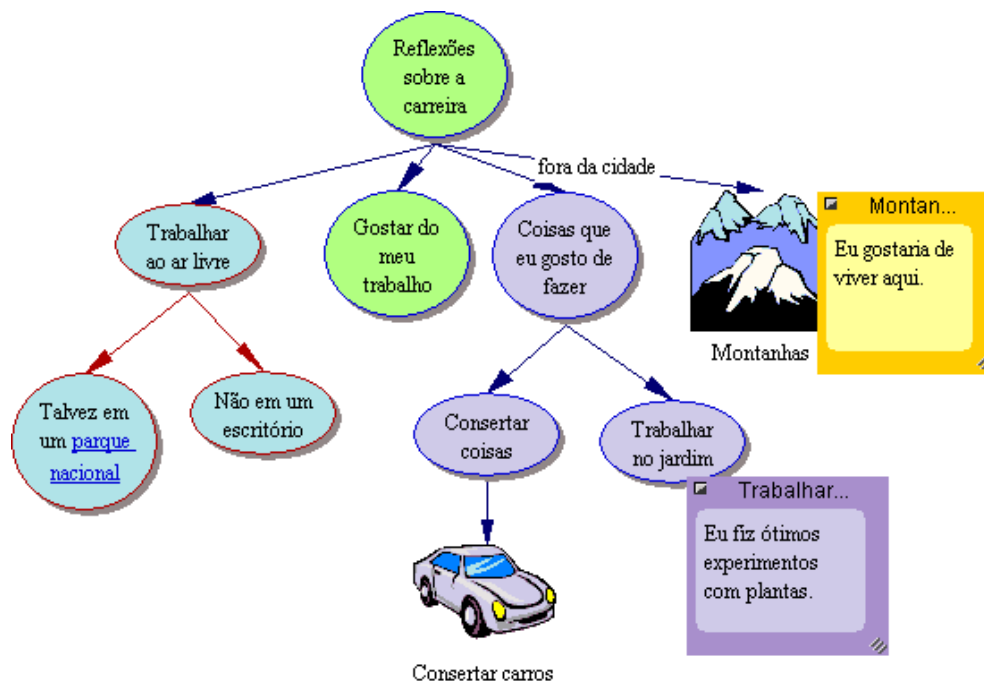 Reflexões
sobre a
carreira
fora da cidade
Trabalhar
ao ar livre
Gostar do
meu
trabalho
Coisas que
eu gosto de
fazer
Montanhas
Montan...
Eu gostaria de
viver aqui.
Talvez em
um parque
nacional
Não em um
escritório
Consertar
coisas
Trabalhar
no jardim
Trabalhar...
Eu fiz ótimos
experimentos
com plantas.
Consertar carros